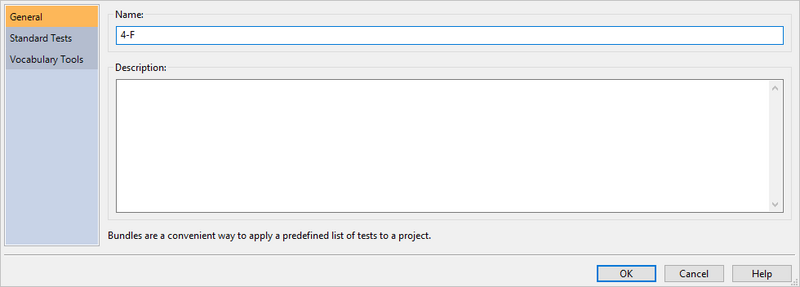 General
Standard Tests
Vocabulary Tools
Name:
4-F
Description:
Bundles are a convenient way to apply a predefined list of tests to a project.
OK
Cancel
Help